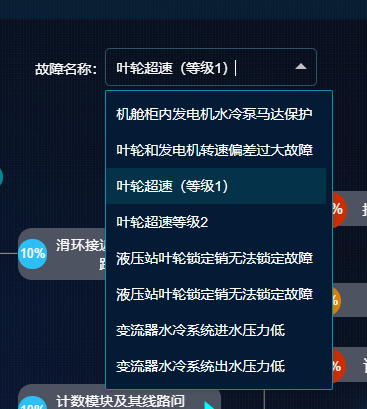 故障名称:
叶轮超速（等级1）
机舱柜内发电机水冷泵马达保护
叶轮和发电机转速偏差过大故障
叶轮超速（等级1）
叶轮超速等级2
液压站叶轮锁定销无法锁定故障
液压站叶轮锁定销无法锁定故障
变流器水冷系统进水压力低
变流器水冷系统出水压力低
10%
滑环接
路
10%
计数模块及其线路问
%
%
%